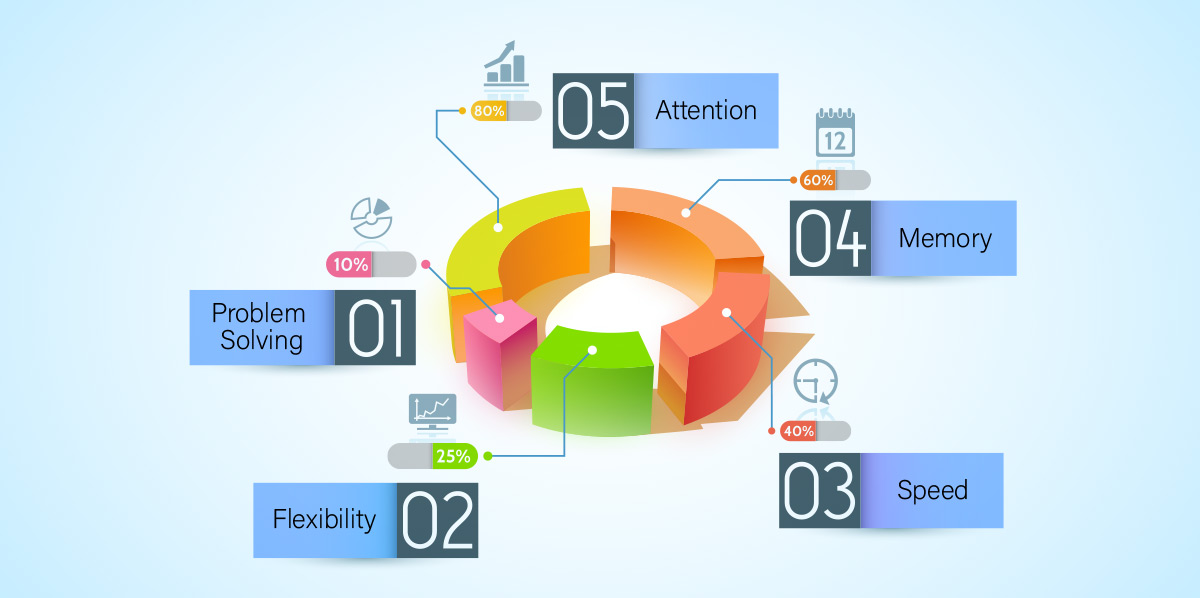 80%
05
Attention
12
60%
04
Memory
10%
Problem
Solving
01
40%
03
Speed
25%
Flexibility
02